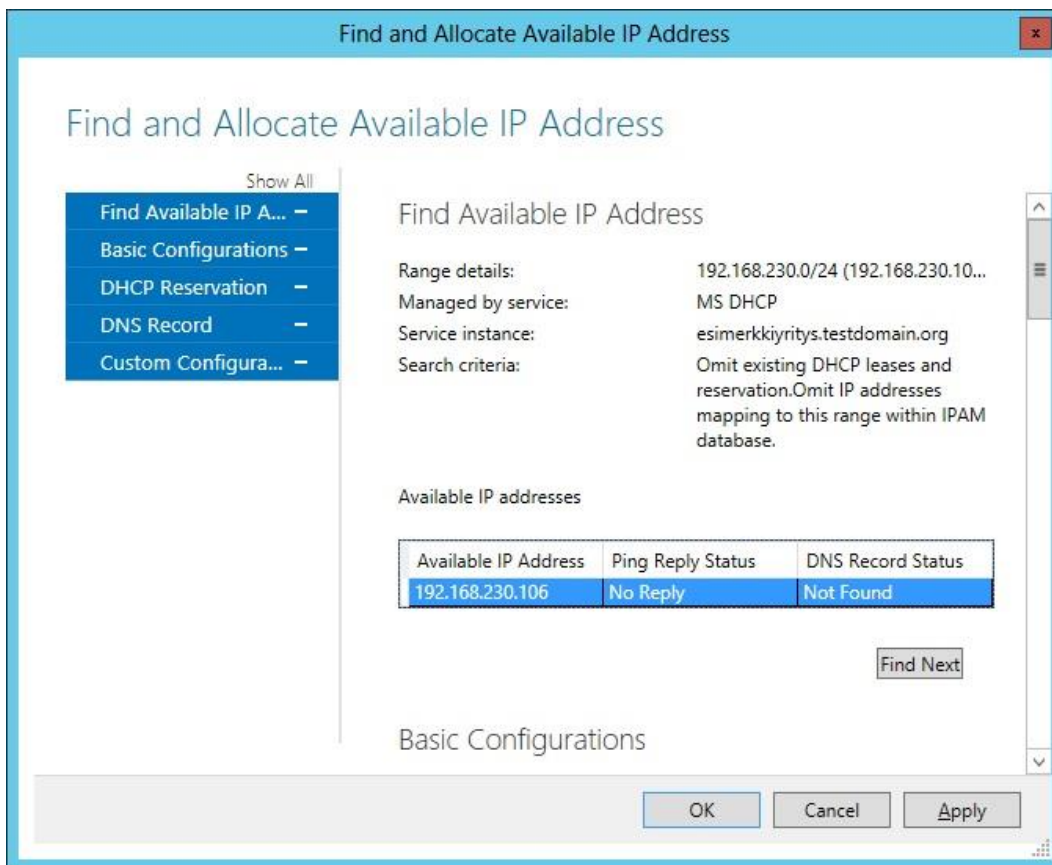 Find and Allocate Available IP Address
x
Find and Allocate Available IP Address
Show All
Find Available IP A...
Basic Configurations
DHCP Reservation
DNS Record
Custom Configura...
Find Available IP Address
Range details: 192.168.230.0/24 (192.168.230.10...
Managed by service: MS DHCP
Service instance: esimerkkiyritys.testdomain.org
Search criteria: Omit existing DHCP leases and
reservation.Omit IP addresses
mapping to this range within IPAM
database.
Available IP addresses
Available IP Address Ping Reply Status DNS Record Status
192.168.230.106 No Reply Not Found
Find Next
Basic Configurations
OK Cancel Apply